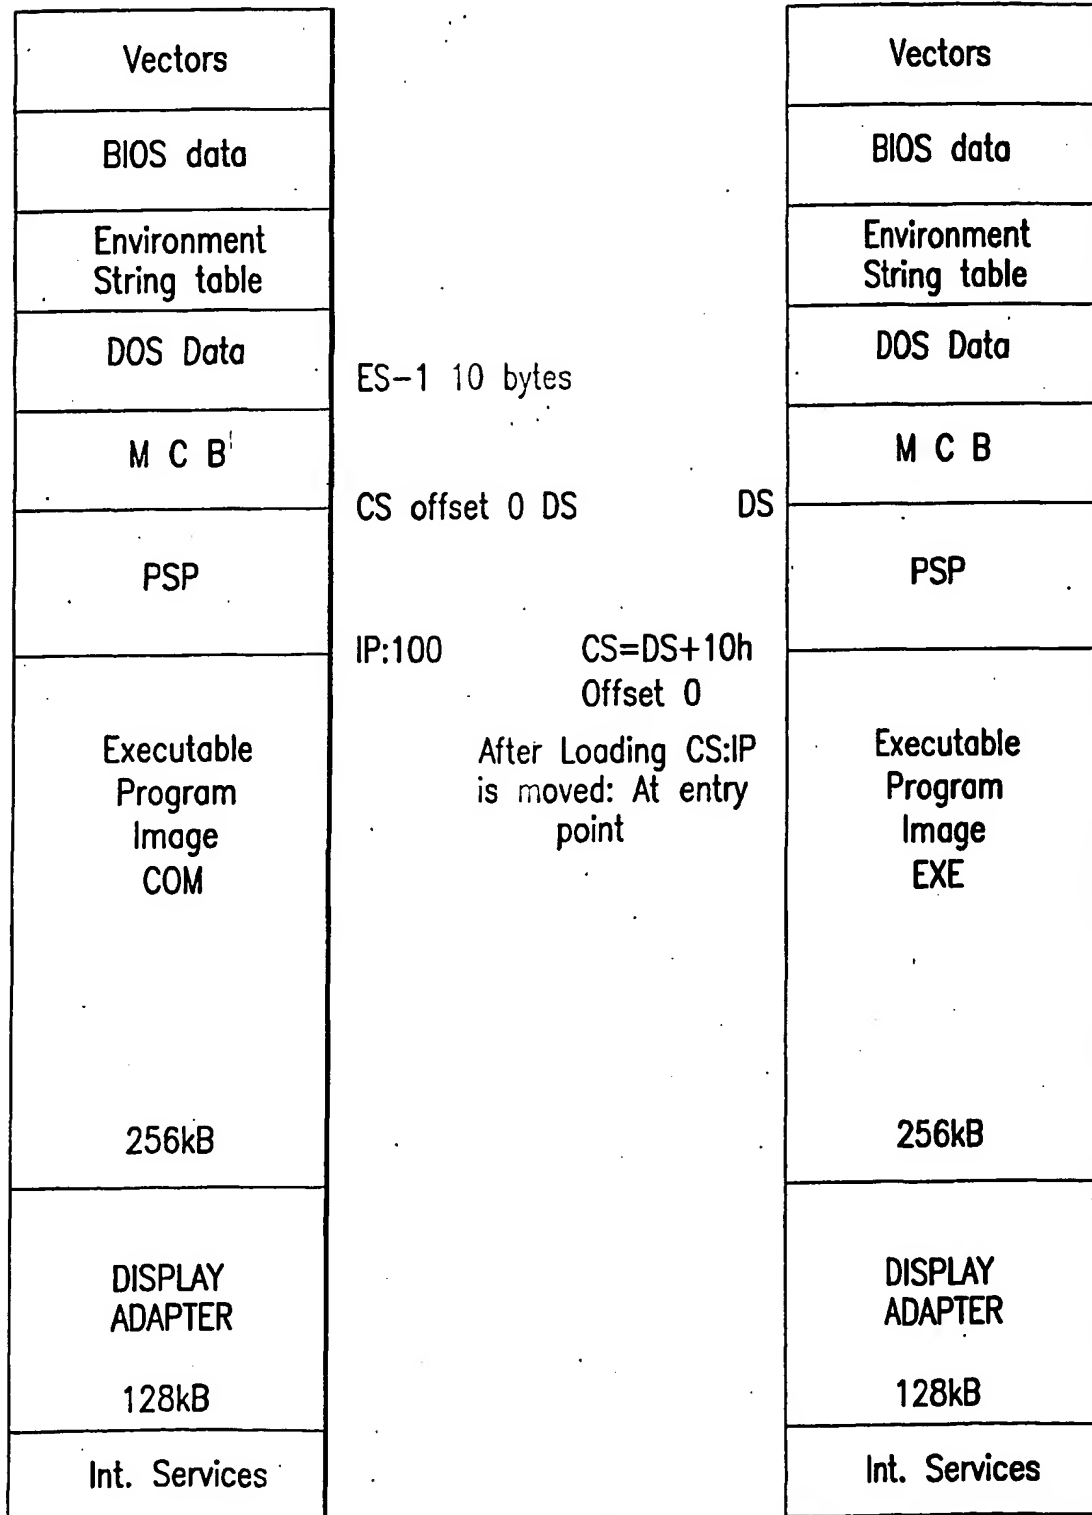 Vectors
BIOS data
Environment
String table
DOS Data
M C B
PSP
Executable
Program
Image
COM
256kB
DISPLAY
ADAPTER
128kB
Int. Services
ES-1 10 bytes
CS offset 0 DS
IP:100
DS
CS=DS+10h
Offset 0
After Loading CS:IP
is moved: At entry
point
Vectors
BIOS data
Environment
String table
DOS Data
M C B
PSP
Executable
Program
Image
EXE
256kB
DISPLAY
ADAPTER
128kB
Int. Services